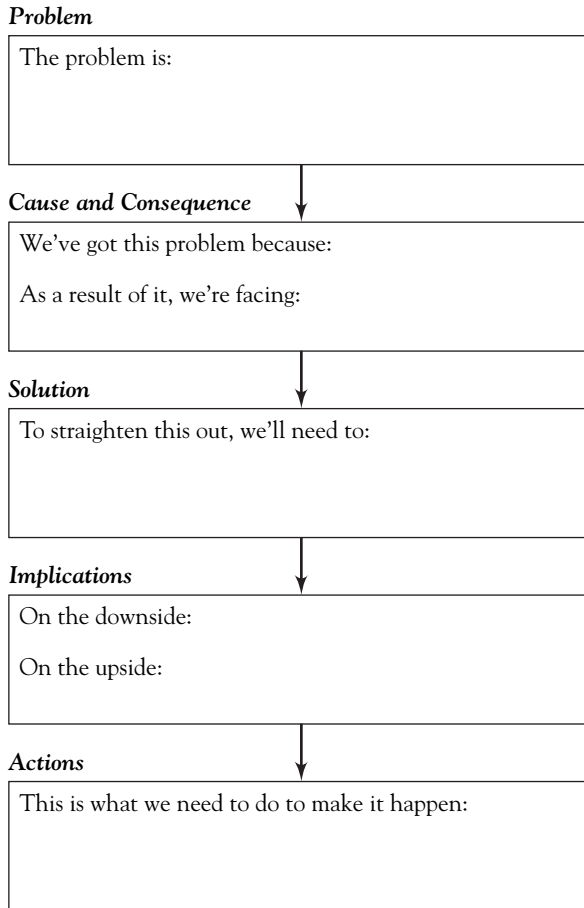 Problem
The problem is:
Cause and Consequence
We’ve got this problem because:
As a result of it, we’re facing:
Solution
To straighten this out, we’ll need to:
Implications
On the downside:
On the upside:
Actions
This is what we need to do to make it happen: